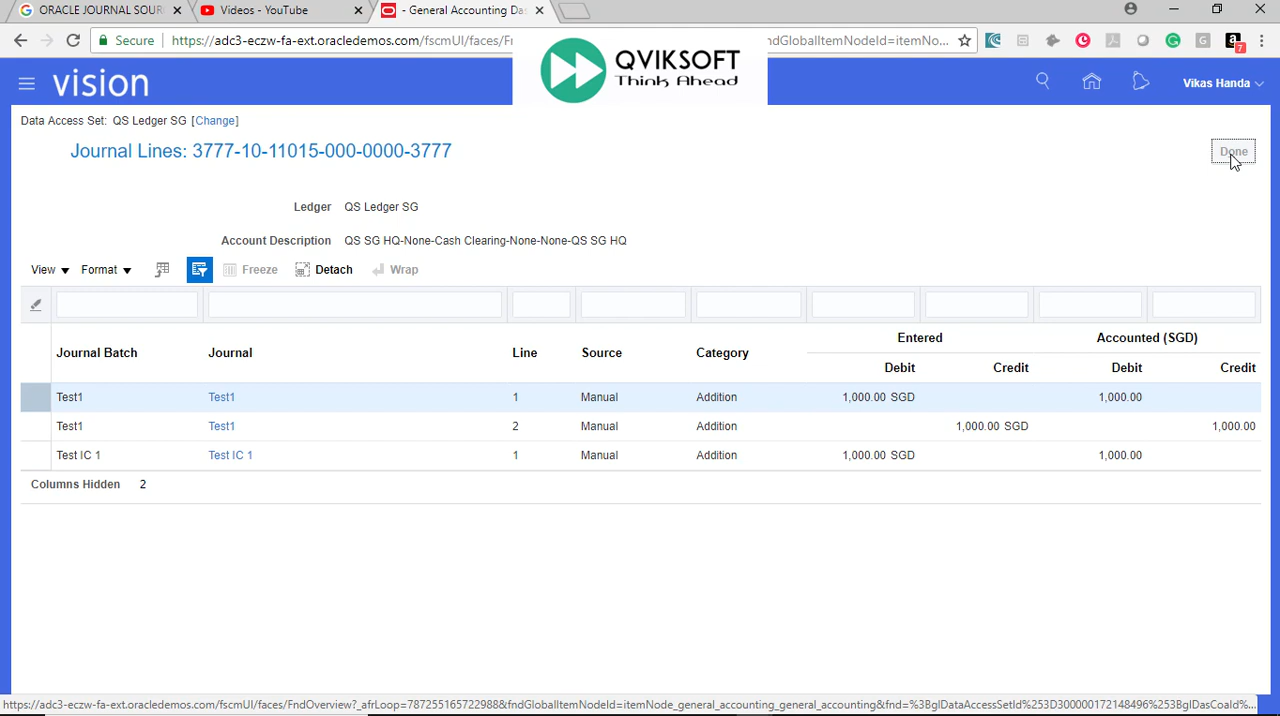 ORACLE JOURNAL SOUR
Videos - YouTube
- General Accounting Das
Secure
https://adc3-eczw-fa-ext.oracledemos.com/fscmUI/faces/Fr
ndGlobalItemNodeId=itemNo...
7
QVIKSOFT
Think Ahead
vision
Vikas Handa
Data Access Set: QS Ledger SG [Change]
Journal Lines: 3777-10-11015-000-0000-3777
Done
Ledger QS Ledger SG
Account Description QS SG HQ-None-Cash Clearing-None-None-QS SG HQ
View Format Freeze Detach Wrap
Entered Accounted (SGD)
Journal Batch Journal Line Source Category
Debit Credit Debit Credit
Test1 Test1 1 Manual Addition 1,000.00 SGD 1,000.00
Test1 Test1 2 Manual Addition 1,000.00 SGD 1,000.00
Test IC 1 Test IC 1 1 Manual Addition 1,000.00 SGD 1,000.00
Columns Hidden 2
https://adc3-eczw-fa-ext.oracledemos.com/fscmUI/faces/FndOverview?_afrLoop=7872551657229​88&fndGlobalItemNodeId=itemNode_general_accounting_general_accounting&fnd=%3BglDataAccessSetId%253D300000172148496%253BglDasCoaId%253...